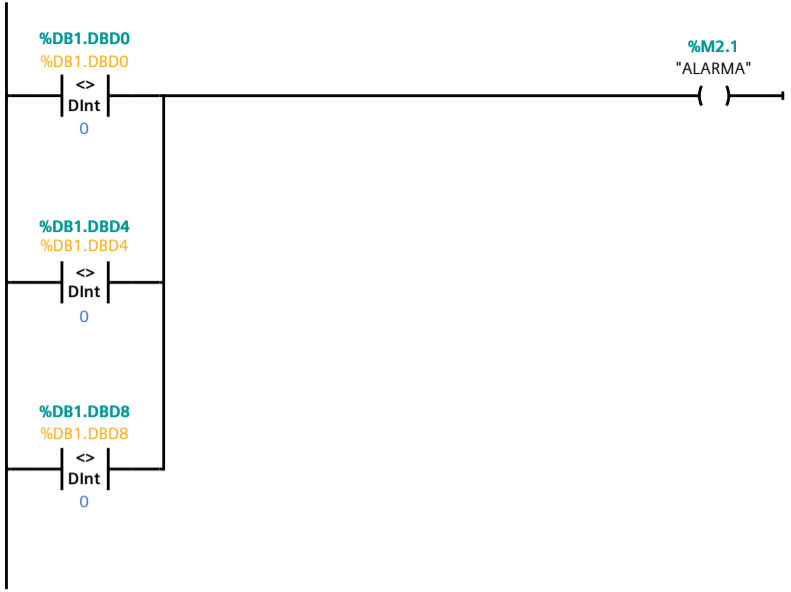 %DB1.DBD0
%DB1.DBD0
<>
DInt
0
%M2.1
"ALARMA"
%DB1.DBD4
%DB1.DBD4
<>
DInt
0
%DB1.DBD8
%DB1.DBD8
<>
DInt
0